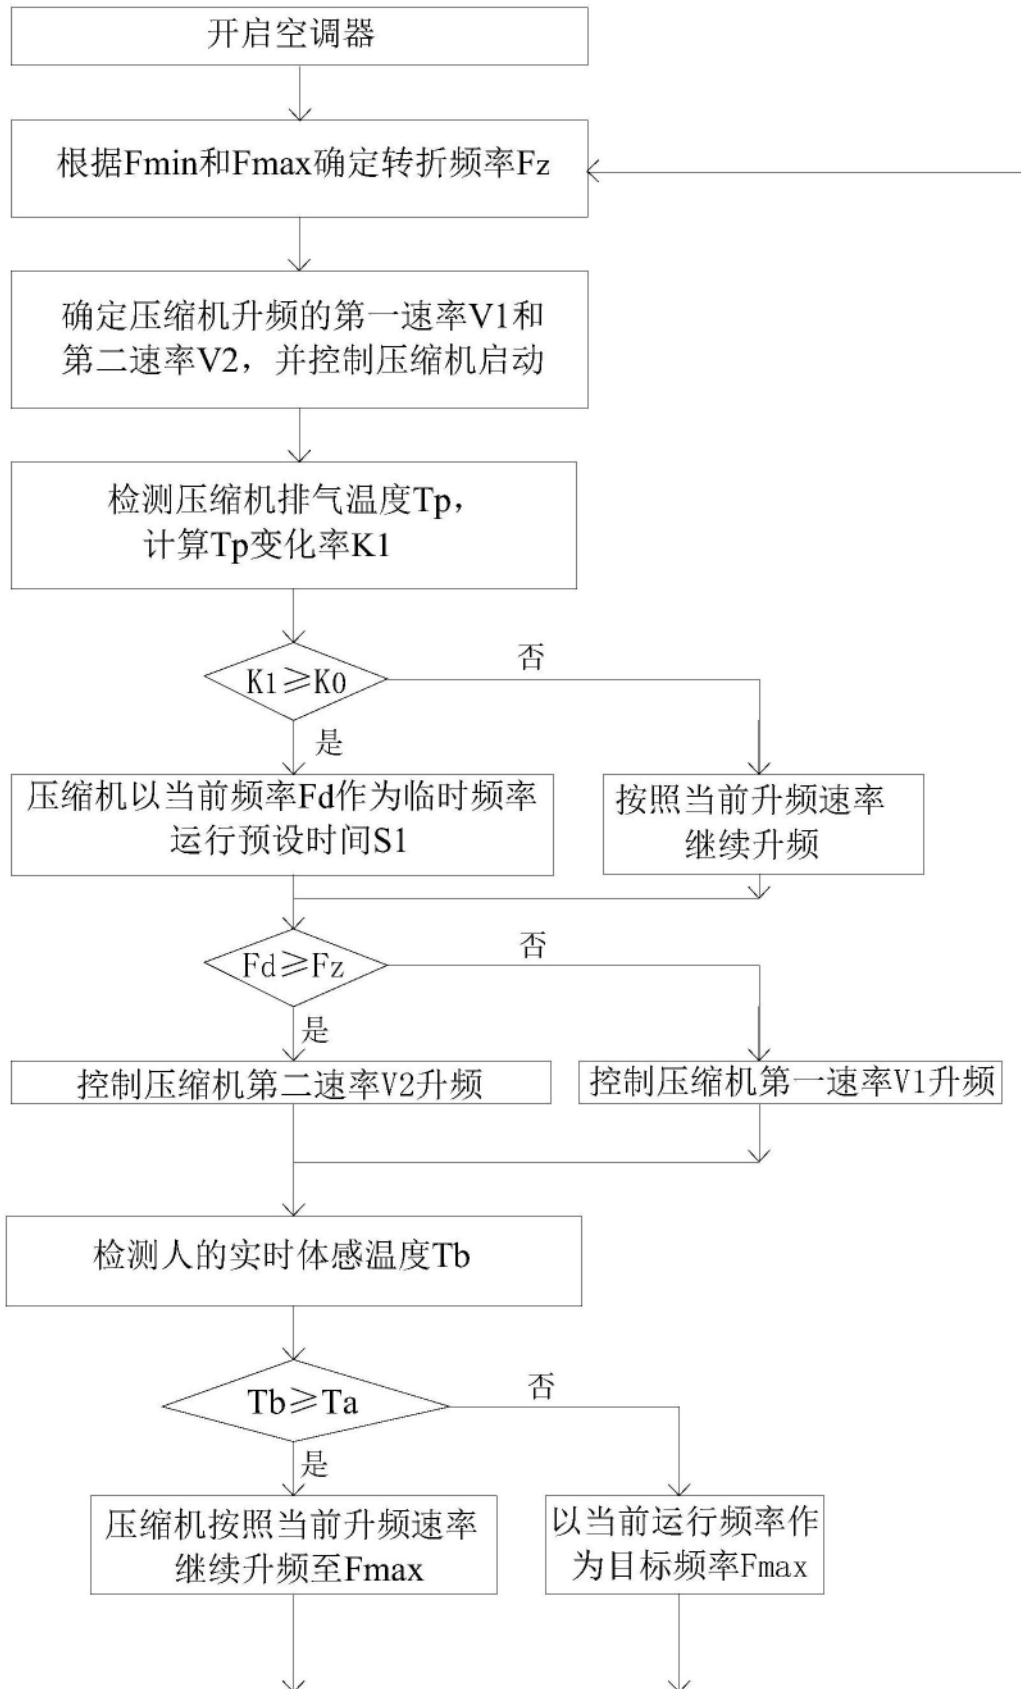 开启空调器
根据Fmin和Fmax确定转折频率Fz
确定压缩机升频的第一速率V1和
第二速率V2，并控制压缩机启动
检测压缩机排气温度Tp，
计算Tp变化率K1
K1≥K0
否
是
压缩机以当前频率Fd作为临时频率
运行预设时间S1
按照当前升频速率
继续升频
Fd≥Fz
否
是
控制压缩机第二速率V2升频
控制压缩机第一速率V1升频
检测人的实时体感温度Tb
Tb≥Ta
否
是
压缩机按照当前升频速率
继续升频至Fmax
以当前运行频率作
为目标频率Fmax